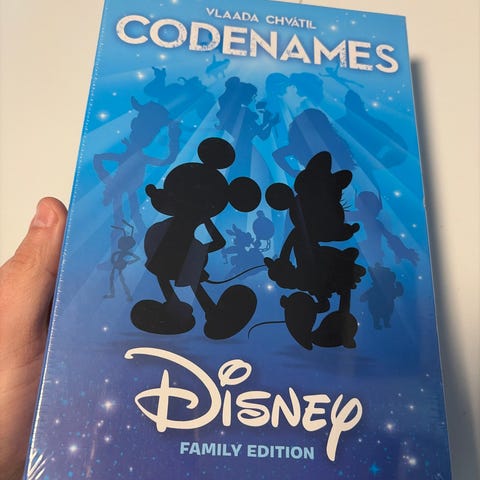 VLAADA CHVÁTIL
CODENAMES
Disney
FAMILY EDITION